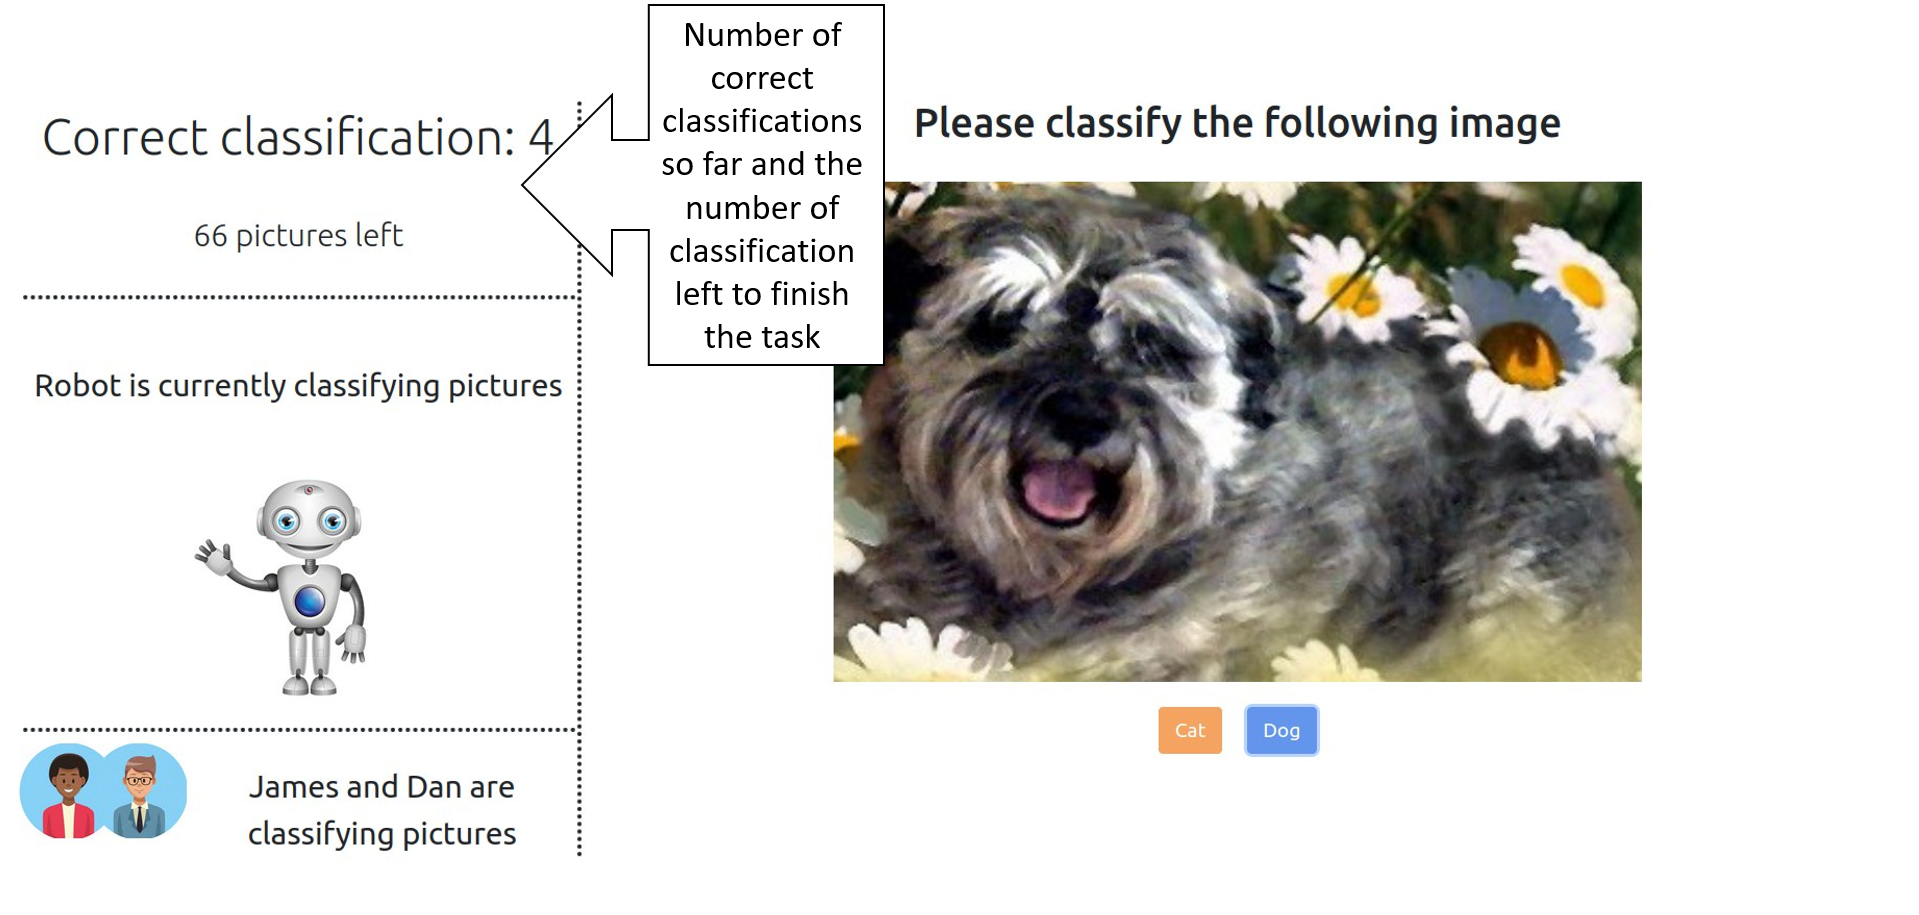 Correct classification: 4
66 pictures left
Robot is currently classifying pictures
James and Dan are
classifying pictures
Number of
correct
classifications
so far and the
number of
classification
left to finish
the task
Please classify the following image
Cat
Dog